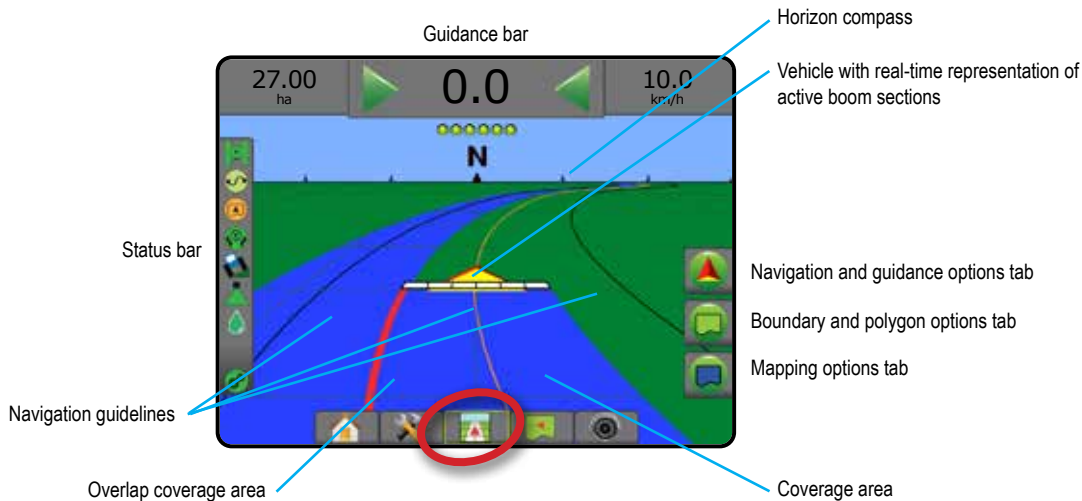 Horizon compass
Guidance bar
Vehicle with real-time representation of
active boom sections
27.00
ha
0.0
10.0
km/h
N
Status bar
Navigation and guidance options tab
Boundary and polygon options tab
Mapping options tab
Navigation guidelines
Overlap coverage area
Coverage area